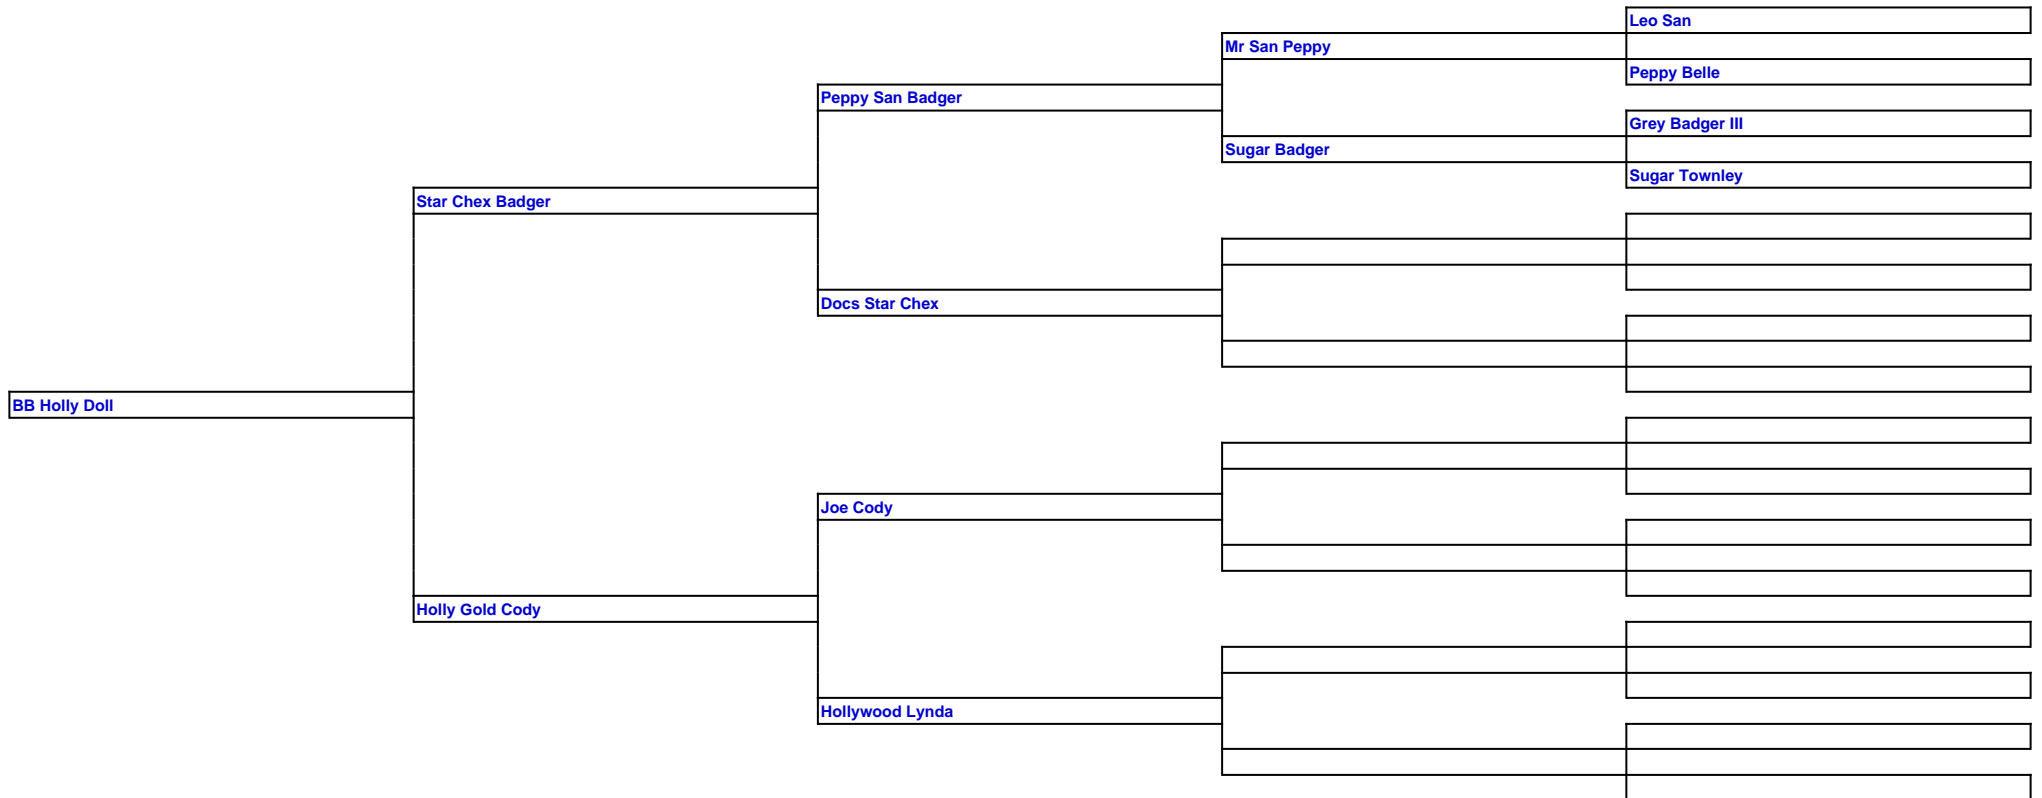 Leo San
Mr San Peppy
Peppy Belle
Peppy San Badger
Grey Badger III
Sugar Badger
Sugar Townley
Star Chex Badger
Docs Star Chex
BB Holly Doll
Joe Cody
Holly Gold Cody
Hollywood Lynda